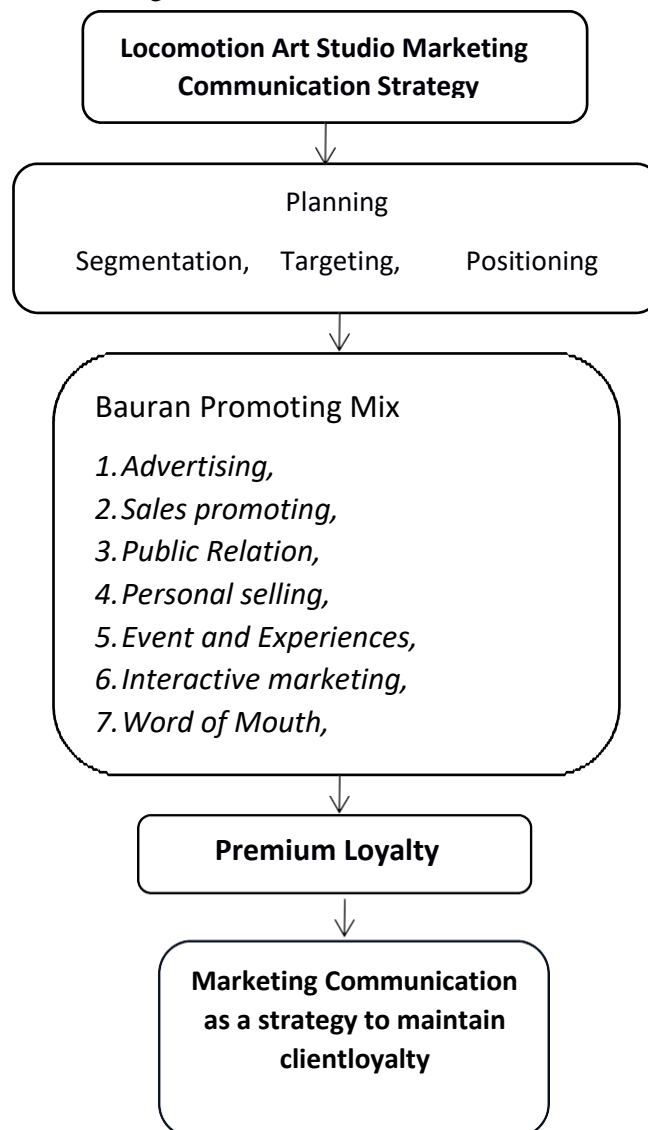 Locomotion Art Studio Marketing
Communication Strategy
Planning
Segmentation, Targeting, Positioning
Bauran Promoting Mix
1. Advertising,
2. Sales promoting,
3. Public Relation,
4. Personal selling,
5. Event and Experiences,
6. Interactive marketing,
7. Word of Mouth,
Premium Loyalty
Marketing Communication
as a strategy to maintain
clientloyalty